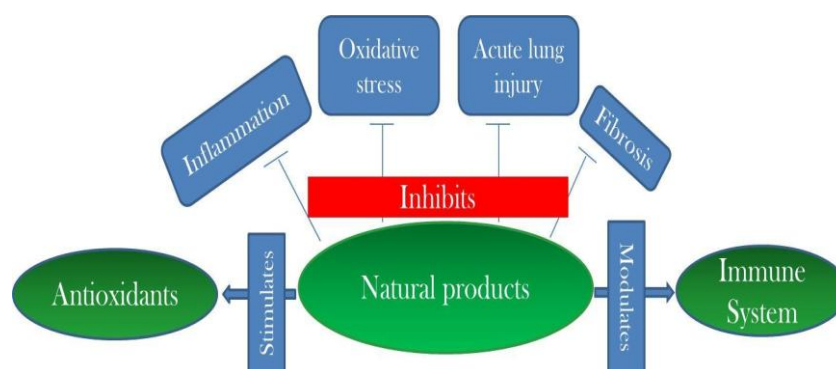 Oxidative
stress
Acute lung
injury
Inflammation
Fibrosis
Inhibits
Antioxidants
Stimulates
Natural products
Modulates
Immune
System